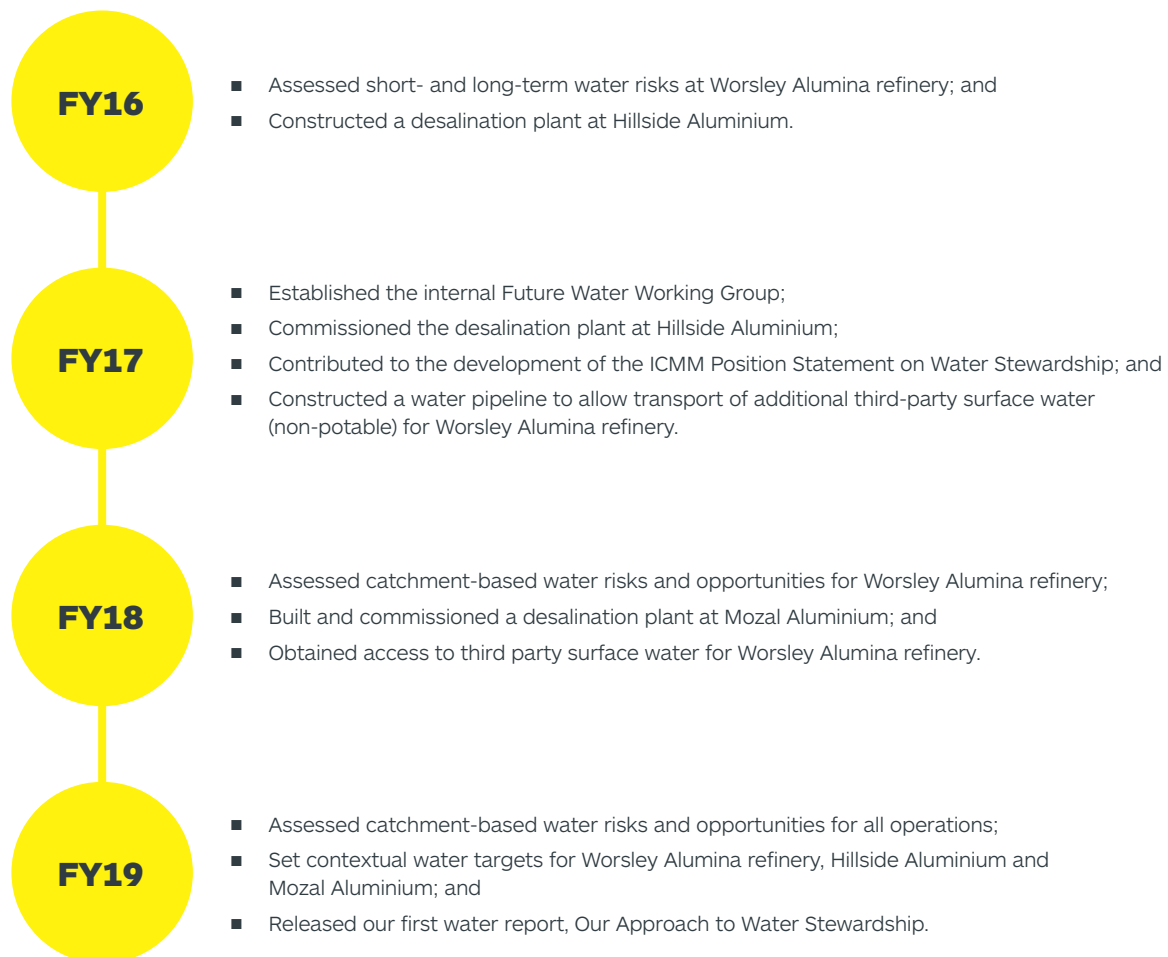 FY16
■ Assessed short- and long-term water risks at Worsley Alumina refinery; and
■ Constructed a desalination plant at Hillside Aluminium.
FY17
■ Established the internal Future Water Working Group;
■ Commissioned the desalination plant at Hillside Aluminium;
■ Contributed to the development of the ICMM Position Statement on Water Stewardship; and
■ Constructed a water pipeline to allow transport of additional third-party surface water
(non-potable) for Worsley Alumina refinery.
FY18
■ Assessed catchment-based water risks and opportunities for Worsley Alumina refinery;
■ Built and commissioned a desalination plant at Mozal Aluminium; and
■ Obtained access to third party surface water for Worsley Alumina refinery.
FY19
■ Assessed catchment-based water risks and opportunities for all operations;
■ Set contextual water targets for Worsley Alumina refinery, Hillside Aluminium and
Mozal Aluminium; and
■ Released our first water report, Our Approach to Water Stewardship.